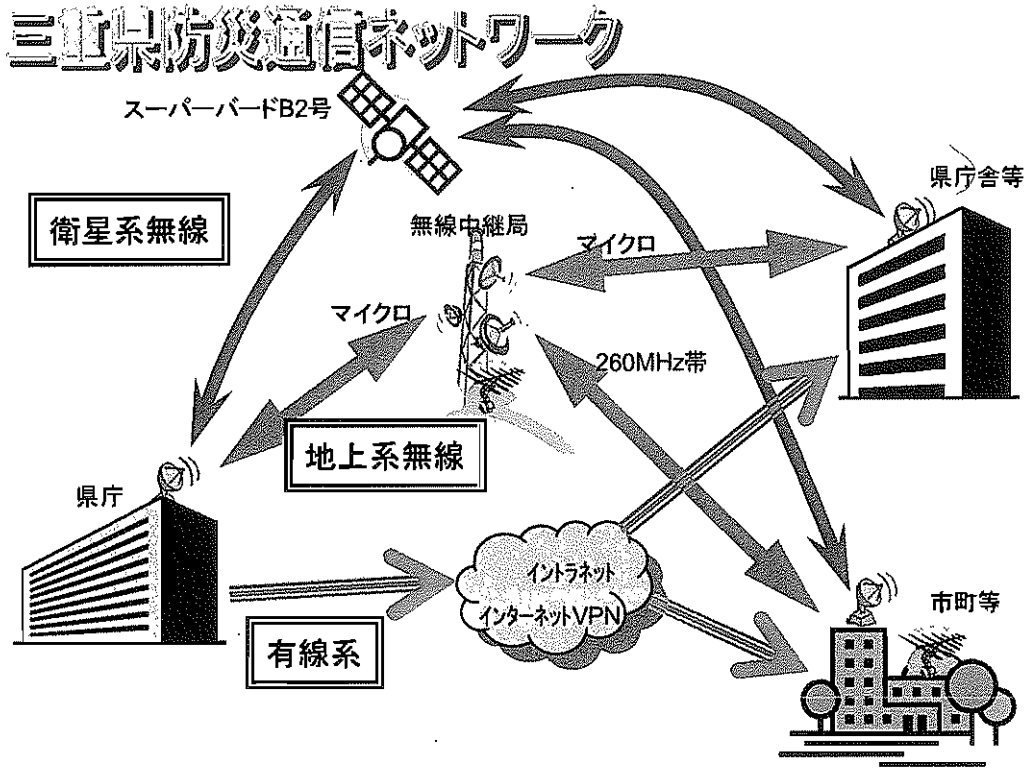 三重県防災通信ネットワーク
スーパーバードB2号
県庁舎等
衛星系無線
無線中継局
マイクロ
マイクロ
260MHz帯
地上系無線
県庁
イントラネット
インターネットVPN
市町等
有線系